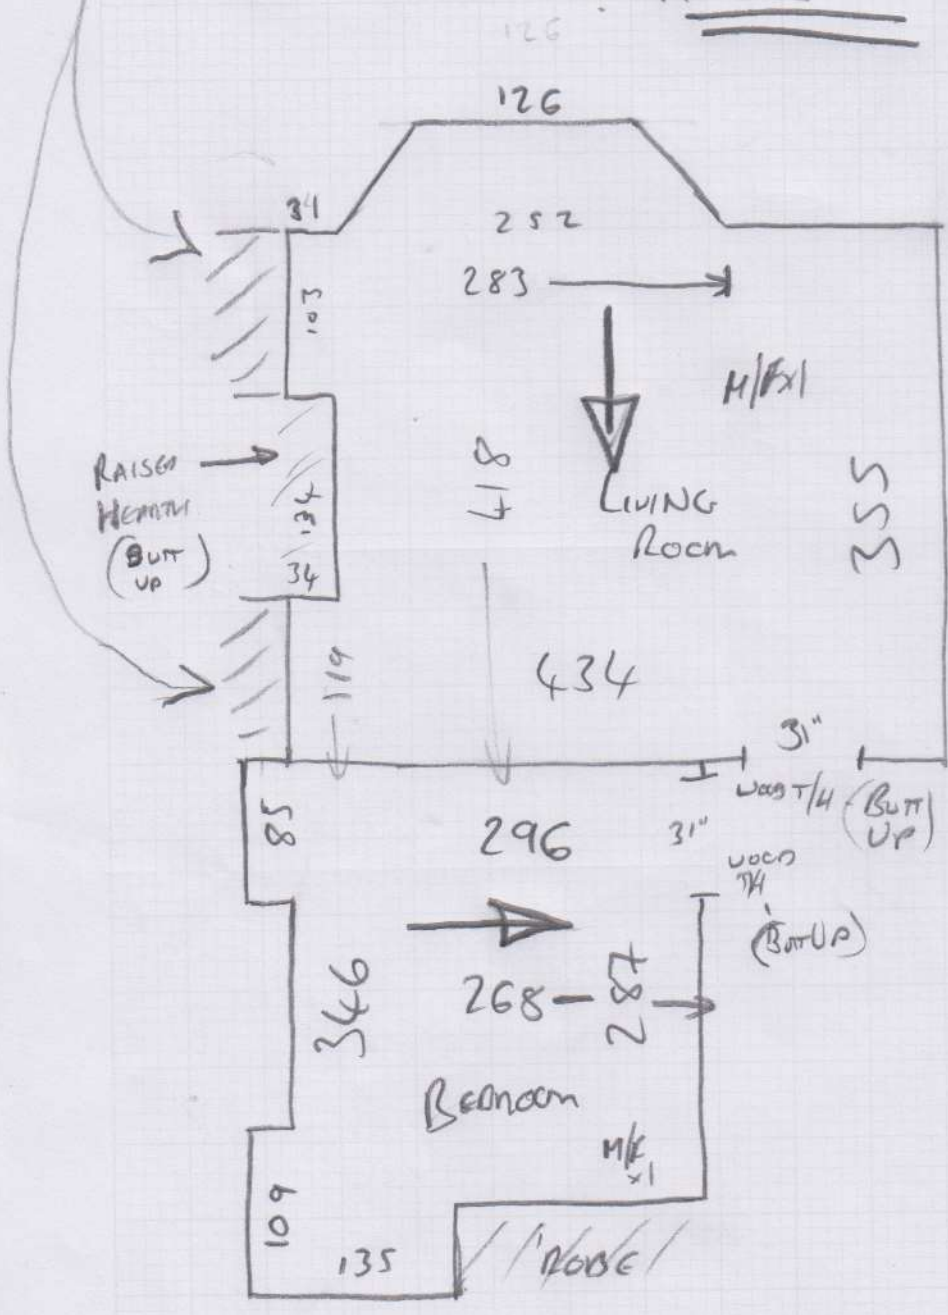 126
126
34
252
283
103
M/Fx1
RAISED
HEARTH
(BUTT
UP)
134
34
418
LIVING
ROOM
355
119
434
31"
WOOD T/H (BUTT
UP)
85
296
31"
WOOD
T/H
(BUTT UP)
346
268
287
BEDROOM
M/F
x1
109
135
ROBE